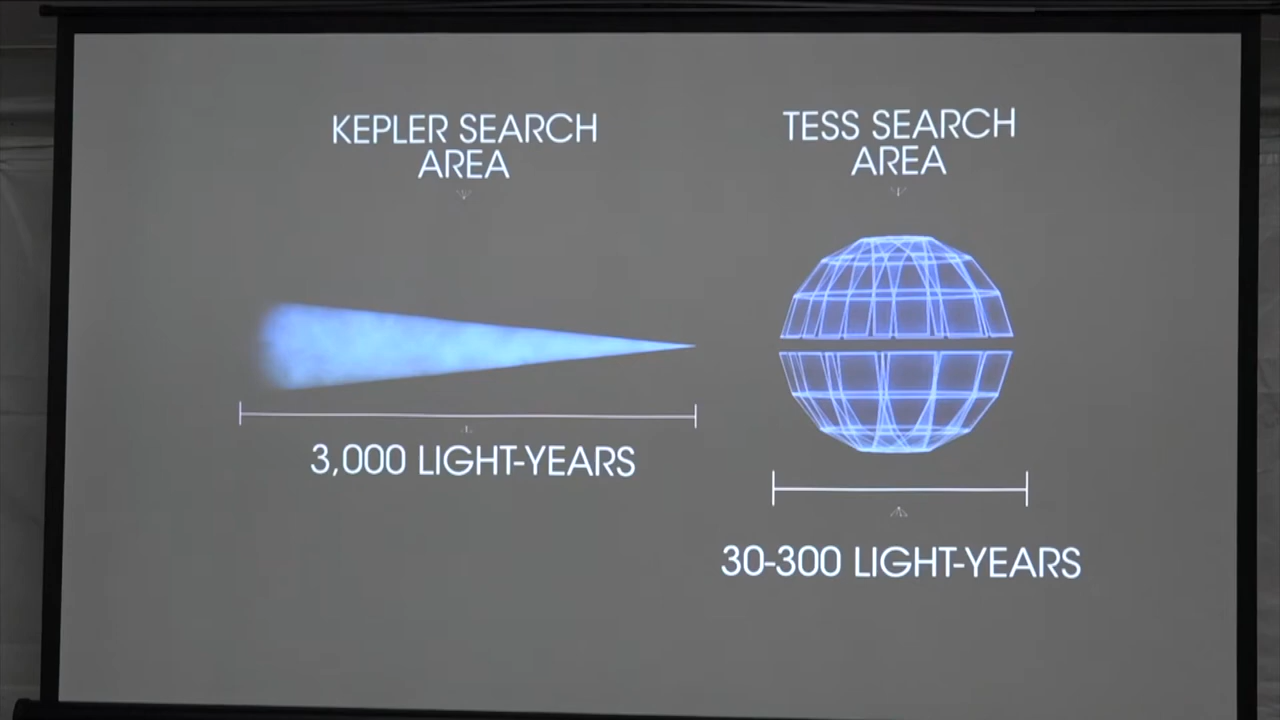 KEPLER SEARCH
AREA
3,000 LIGHT-YEARS
TESS SEARCH
AREA
30-300 LIGHT-YEARS